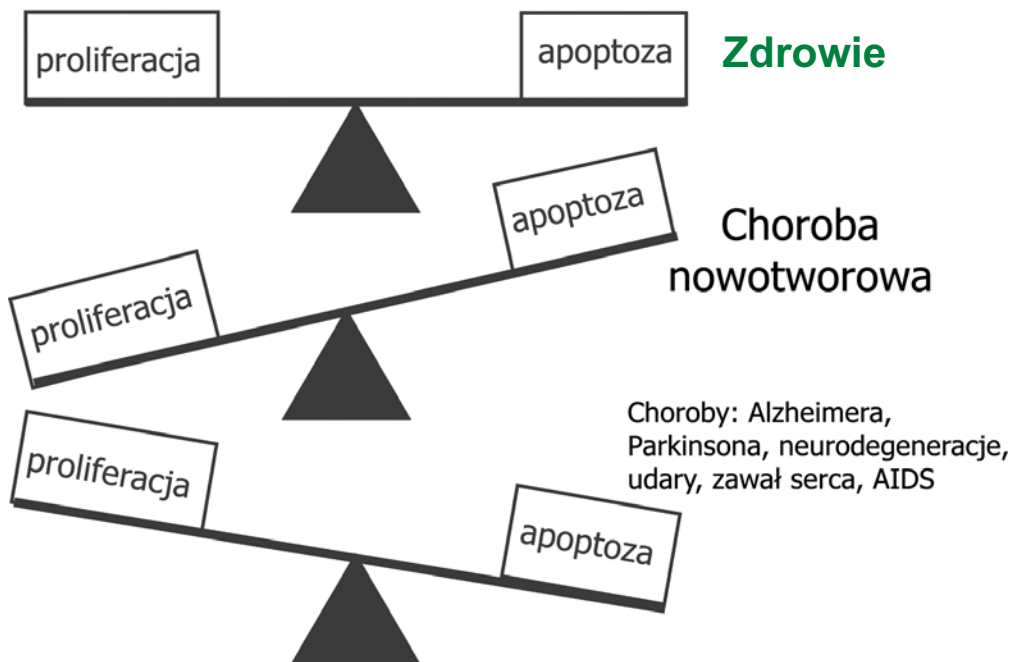 proliferacja
apoptoza
Zdrowie
proliferacja
apoptoza
Choroba
nowotworowa
proliferacja
apoptoza
Choroby: Alzheimera,
Parkinsona, neurodegeneracje,
udary, zawał serca, AIDS